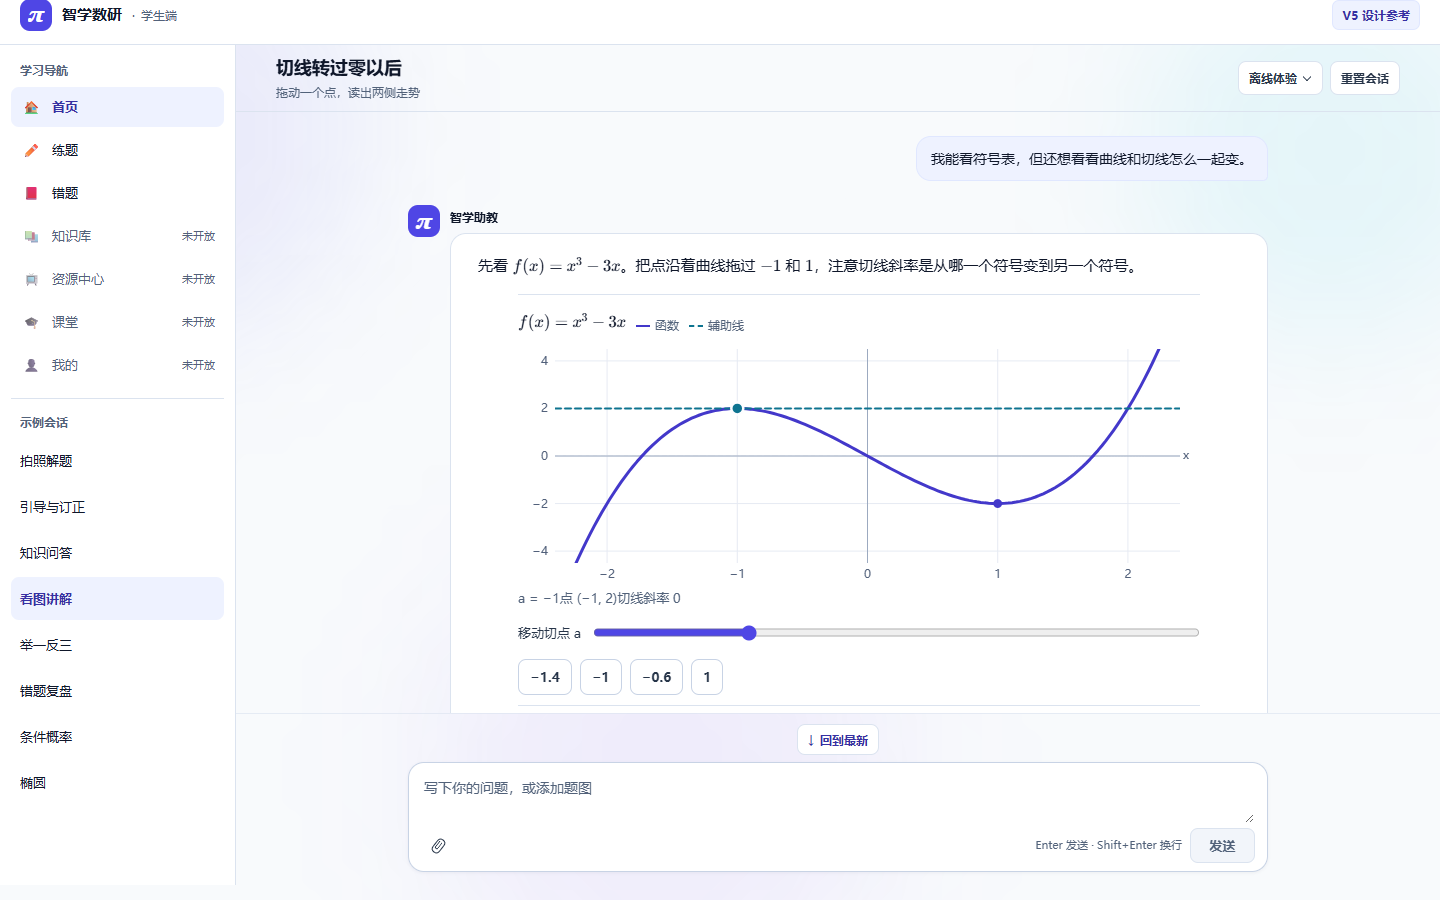 π 智学数研 · 学生端
V5 设计参考
学习导航
首页
练题
错题
知识库 未开放
资源中心 未开放
课堂 未开放
我的 未开放
示例会话
拍照解题
引导与订正
知识问答
看图讲解
举一反三
错题复盘
条件概率
椭圆
切线转过零以后
拖动一个点，读出两侧走势
离线体验
重置会话
我能看符号表，但还想看看曲线和切线怎么一起变。
π 智学助教
先看 f(x) = x³ − 3x。把点沿着曲线拖过 −1 和 1，注意切线斜率是从哪一个符号变到另一个符号。
f(x) = x³ − 3x 函数 辅助线
4
2
0
−2
−4
x
−2 −1 0 1 2
a = −1点 (−1, 2)切线斜率 0
移动切点 a
−1.4 −1 −0.6 1
↓ 回到最新
写下你的问题，或添加题图
Enter 发送 · Shift+Enter 换行
发送